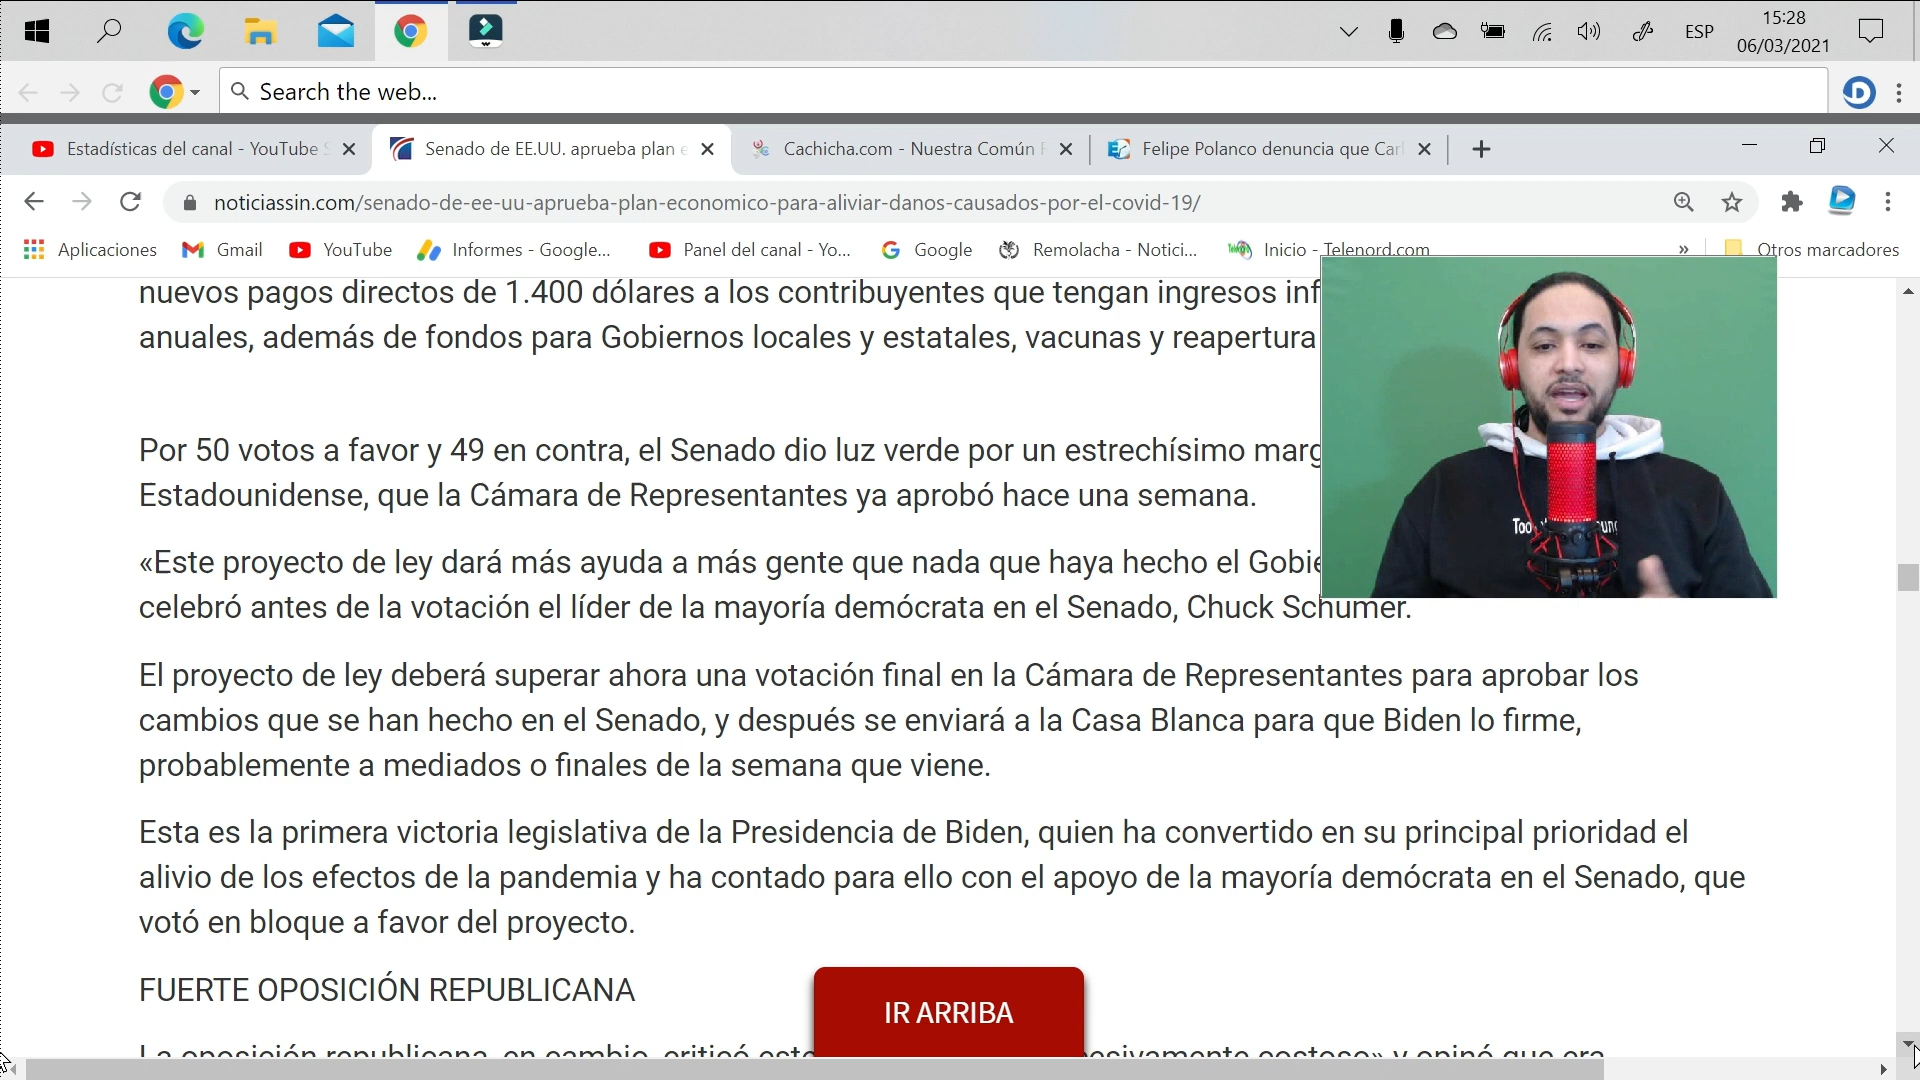 ESP
15:28
06/03/2021
Search the web...
Estadísticas del canal - YouTube
Senado de EE.UU. aprueba plan e
Cachicha.com - Nuestra Común
Felipe Polanco denuncia que Car
noticiassin.com/senado-de-ee-uu-aprueba-plan-economico-para-aliviar-danos-causados-por-el-covid-19/
Aplicaciones
Gmail
YouTube
Informes - Google...
Panel del canal - Yo...
Google
Remolacha - Notici...
Inicio - Telenord.com
»
Otros marcadores
nuevos pagos directos de 1.400 dólares a los contribuyentes que tengan ingresos inf
anuales, además de fondos para Gobiernos locales y estatales, vacunas y reapertura
Por 50 votos a favor y 49 en contra, el Senado dio luz verde por un estrechísimo marg
Estadounidense, que la Cámara de Representantes ya aprobó hace una semana.
«Este proyecto de ley dará más ayuda a más gente que nada que haya hecho el Gobie
celebró antes de la votación el líder de la mayoría demócrata en el Senado, Chuck Schumer.
El proyecto de ley deberá superar ahora una votación final en la Cámara de Representantes para aprobar los
cambios que se han hecho en el Senado, y después se enviará a la Casa Blanca para que Biden lo firme,
probablemente a mediados o finales de la semana que viene.
Esta es la primera victoria legislativa de la Presidencia de Biden, quien ha convertido en su principal prioridad el
alivio de los efectos de la pandemia y ha contado para ello con el apoyo de la mayoría demócrata en el Senado, que
votó en bloque a favor del proyecto.
FUERTE OPOSICIÓN REPUBLICANA
IR ARRIBA
La oposición republicana, en cambio, criticó este esivamente costoso» y opinó que era